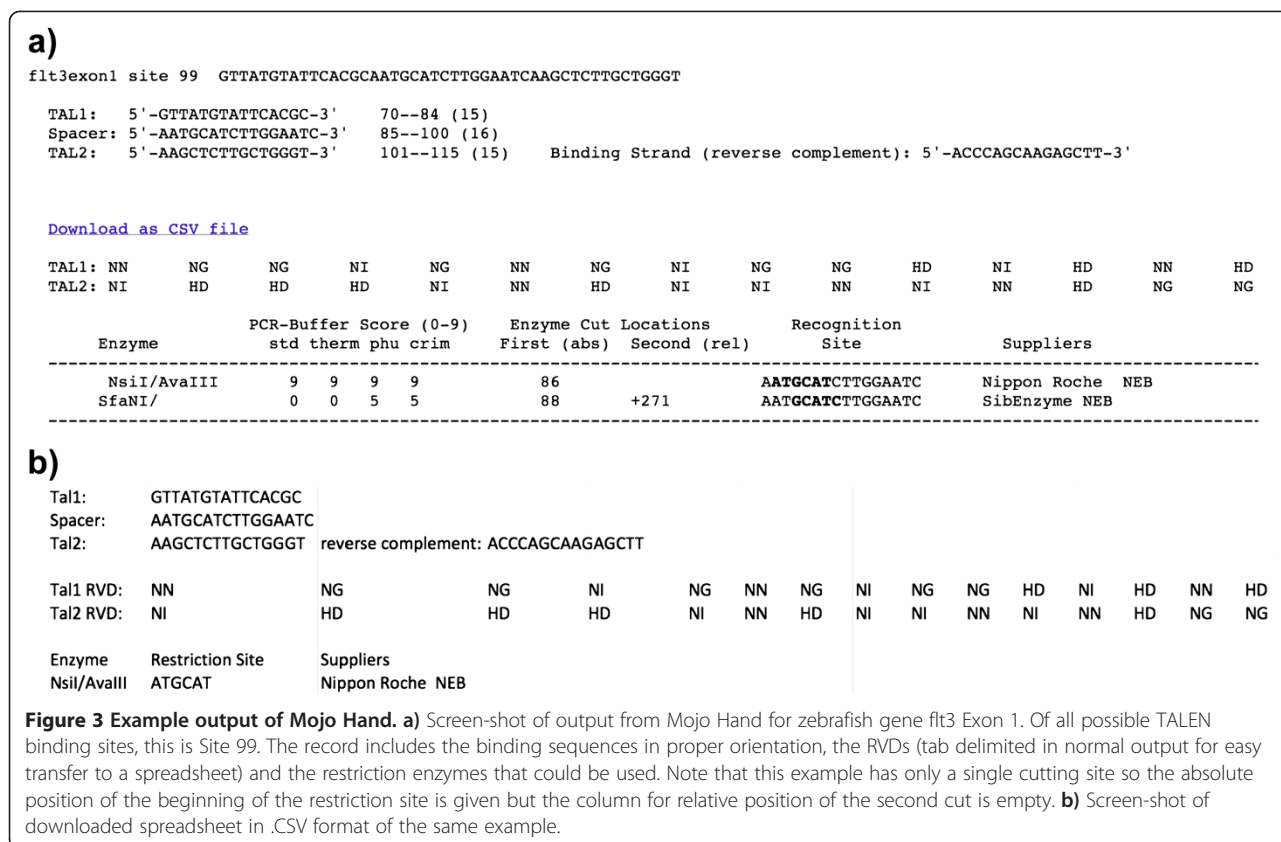 a)
flt3exon1 site 99 GTTATGTATTCACGCAATGCATCTTGGAATCAAGCTCTTGCTGGGT
TAL1: 5'-GTTATGTATTCACGC-3' 70--84 (15)
Spacer: 5'-AATGCATCTTGGAATC-3' 85--100 (16)
TAL2: 5'-AAGCTCTTGCTGGGT-3' 101--115 (15) Binding Strand (reverse complement): 5'-ACCCAGCAAGAGCTT-3'
Download as CSV file
TAL1: NN NG NG NI NG NN NG NI NG NG HD NI HD NN HD
TAL2: NI HD HD HD NI NN HD NI NI NN NI NN HD NG NG
PCR-Buffer Score (0-9) Enzyme Cut Locations Recognition
Enzyme std therm phu crim First (abs) Second (rel) Site Suppliers
NsiI/AvaIII 9 9 9 9 86 AATGCATCTTGGAATC Nippon Roche NEB
SfaNI/ 0 0 5 5 88 +271 AATGCATCTTGGAATC SibEnzyme NEB
b)
Tal1: GTTATGTATTCACGC
Spacer: AATGCATCTTGGAATC
Tal2: AAGCTCTTGCTGGGT reverse complement: ACCCAGCAAGAGCTT
Tal1 RVD: NN NG NG NI NG NN NG NI NG NG HD NI HD NN HD
Tal2 RVD: NI HD HD HD NI NN HD NI NI NN NI NN HD NG NG
Enzyme Restriction Site Suppliers
NsiI/AvaIII ATGCAT Nippon Roche NEB
Figure 3 Example output of Mojo Hand. a) Screen-shot of output from Mojo Hand for zebrafish gene flt3 Exon 1. Of all possible TALEN
binding sites, this is Site 99. The record includes the binding sequences in proper orientation, the RVDs (tab delimited in normal output for easy
transfer to a spreadsheet) and the restriction enzymes that could be used. Note that this example has only a single cutting site so the absolute
position of the beginning of the restriction site is given but the column for relative position of the second cut is empty. b) Screen-shot of
downloaded spreadsheet in .CSV format of the same example.